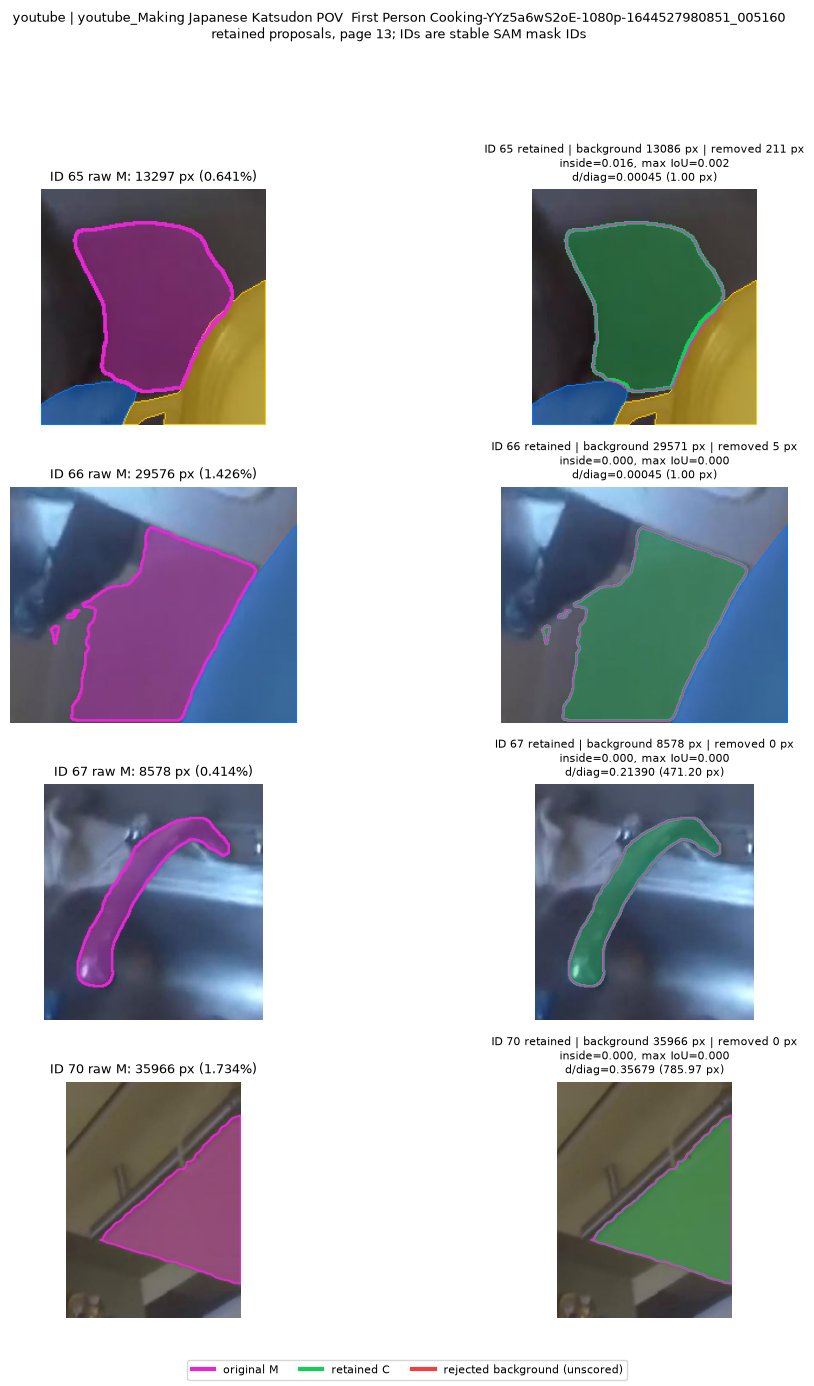 youtube | youtube_Making Japanese Katsudon POV  First Person Cooking-YYz5a6wS2oE-1080p-1644527980851_005160
retained proposals, page 13; IDs are stable SAM mask IDs
ID 65 raw M: 13297 px (0.641%)
ID 65 retained | background 13086 px | removed 211 px
inside=0.016, max IoU=0.002
d/diag=0.00045 (1.00 px)
ID 66 raw M: 29576 px (1.426%)
ID 66 retained | background 29571 px | removed 5 px
inside=0.000, max IoU=0.000
d/diag=0.00045 (1.00 px)
ID 67 raw M: 8578 px (0.414%)
ID 67 retained | background 8578 px | removed 0 px
inside=0.000, max IoU=0.000
d/diag=0.21390 (471.20 px)
ID 70 raw M: 35966 px (1.734%)
ID 70 retained | background 35966 px | removed 0 px
inside=0.000, max IoU=0.000
d/diag=0.35679 (785.97 px)
original M
retained C
rejected background (unscored)